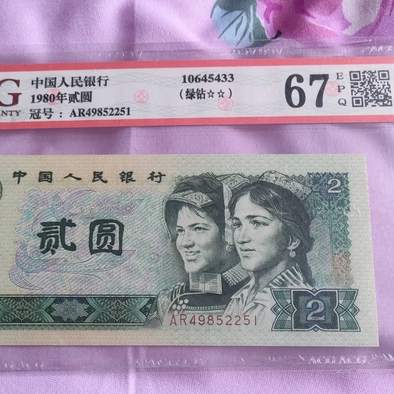 G
NTY
中国人民银行
1980年贰圆
冠号：AR49852251
10645433
（绿钻☆☆）
67
E
P
Q
中国人民银行
2
贰圆
AR49852251
2